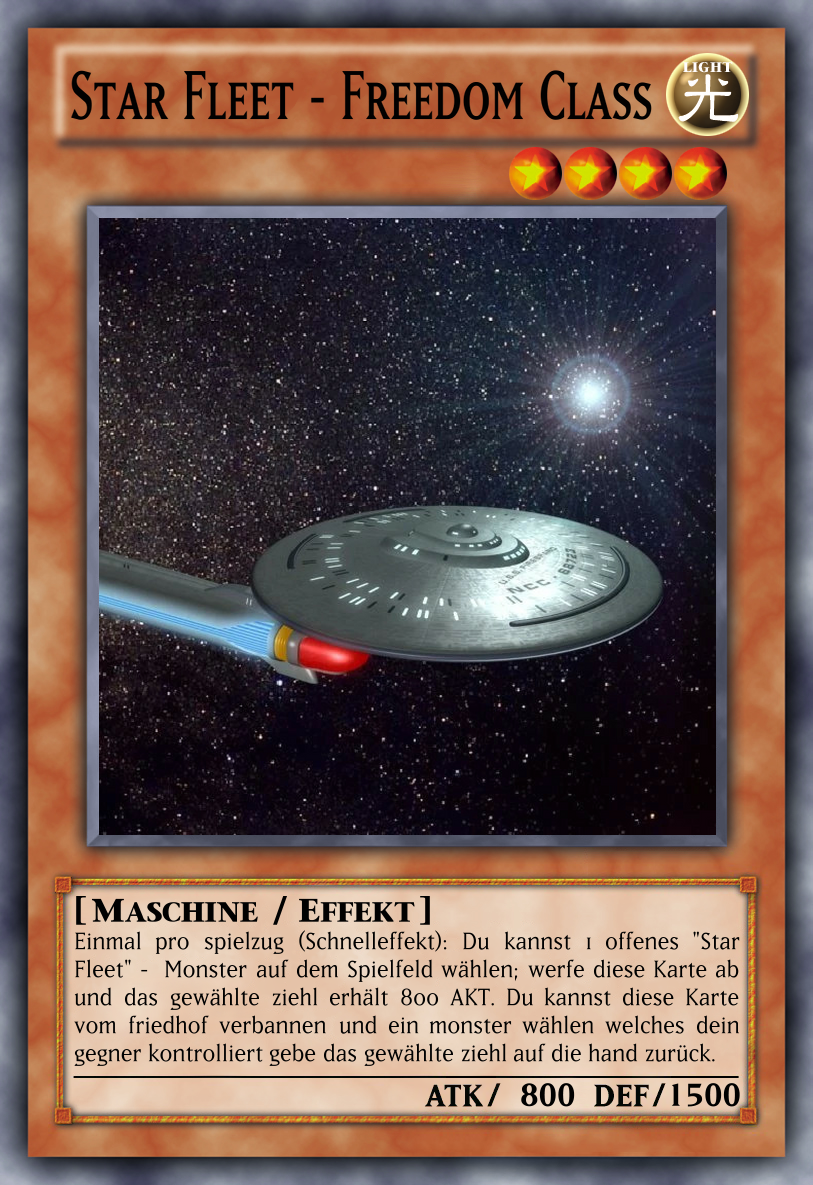 Star Fleet - Freedom Class
LIGHT
光
U.S.S. FIREBRAND
NCC - 68723
[ Maschine / Effekt ]
Einmal pro spielzug (Schnelleffekt): Du kannst 1 offenes "Star
Fleet" - Monster auf dem Spielfeld wählen; werfe diese Karte ab
und das gewählte ziehl erhält 800 AKT. Du kannst diese Karte
vom friedhof verbannen und ein monster wählen welches dein
gegner kontrolliert gebe das gewählte ziehl auf die hand zurück.
ATK/ 800 DEF/1500